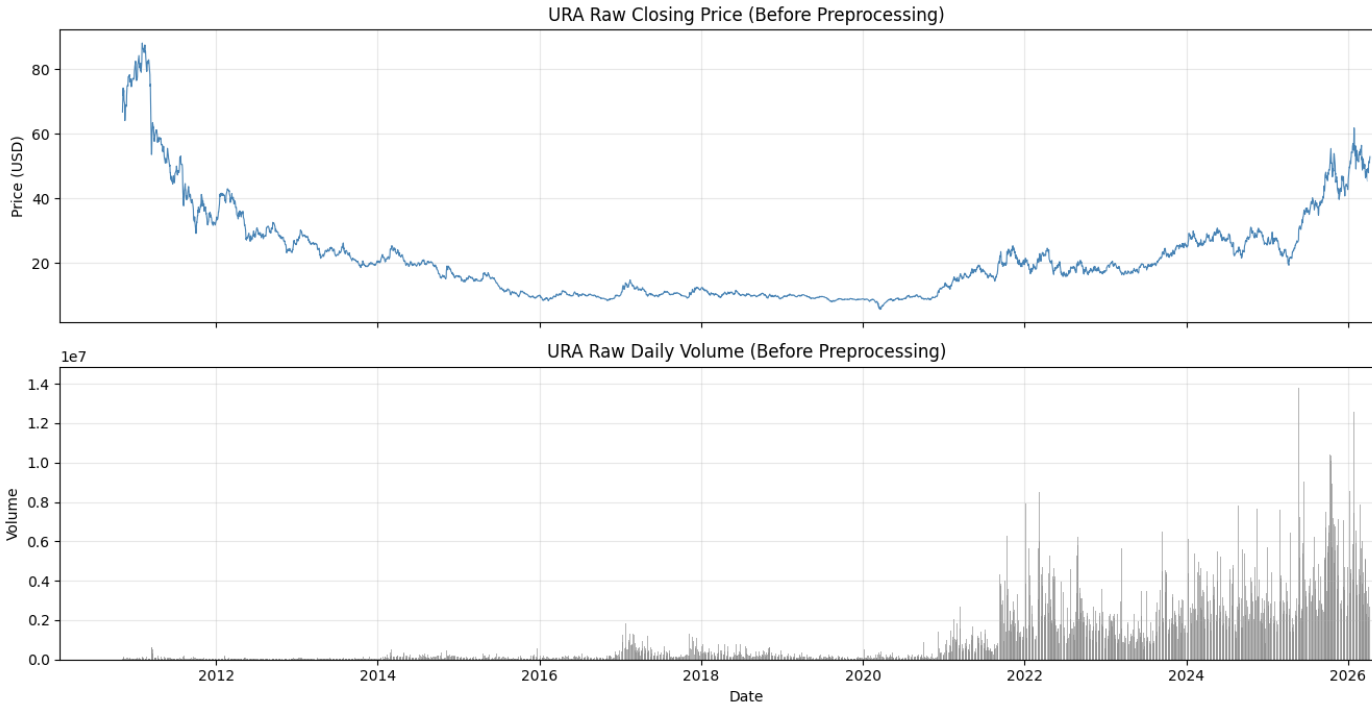 URA Raw Closing Price (Before Preprocessing)
Price (USD)
80
60
40
20
URA Raw Daily Volume (Before Preprocessing)
1e7
Volume
1.4
1.2
1.0
0.8
0.6
0.4
0.2
0.0
2012 2014 2016 2018 2020 2022 2024 2026
Date